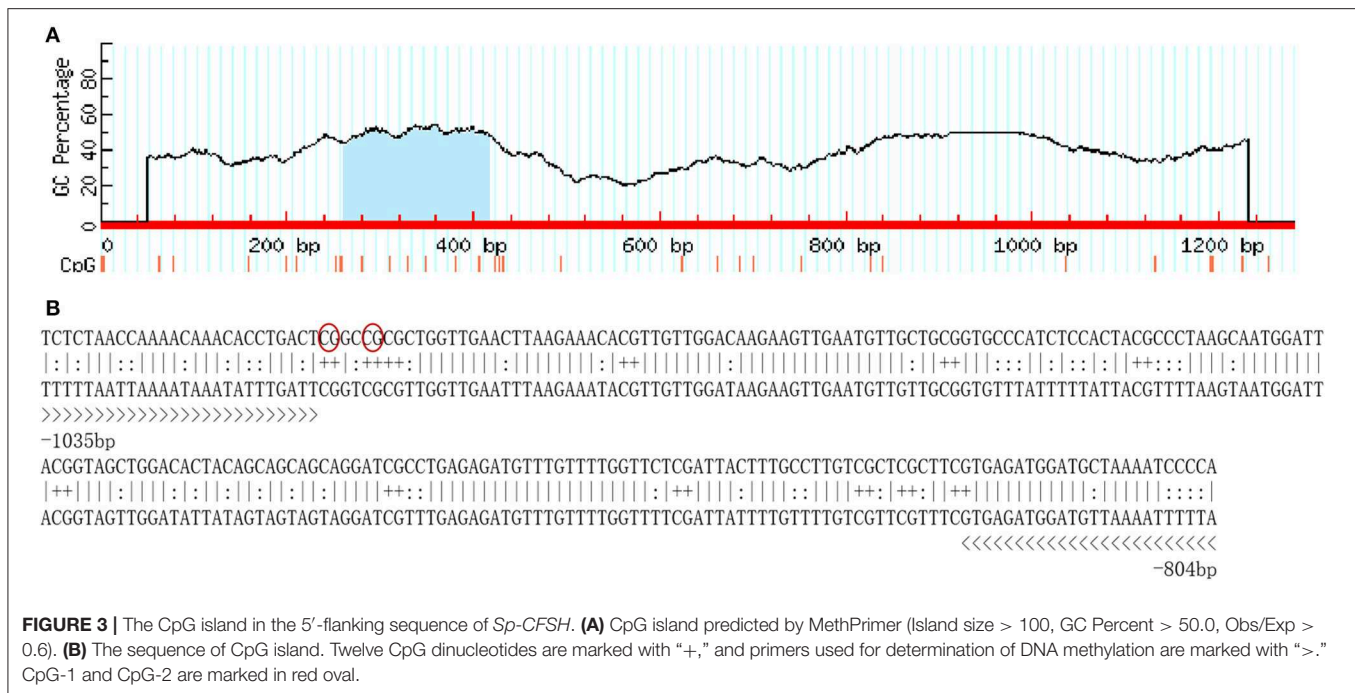 A
GC Percentage
0 20 40 60 80
0 200 bp 400 bp 600 bp 800 bp 1000 bp 1200 bp
CpG
B
TCTCTAACCAAAACAAACACCTGACTCGGCCGCGCTGGTTGAACTTAAGAAACACGTTGTTGGACAAGAAGTTGAATGTTGCTGCGGTGCCCATCTCCACTACGCCCTAAGCAATGGATT
|:|:|||::||||:|||:|:|::|||:|++|:++++:||||||||:|||||||:|++|||||||:||||||||||||||||:|++||:::||:|::|:||:|++:::||||:||||||||
TTTTTAATTAAAATAAATATTTGATTCGGTCGCGTTGGTTGAATTTAAGAAATACGTTGTTGGATAAGAAGTTGAATGTTGTTGCGGTGTTTATTTTTATTACGTTTTAAGTAATGGATT
>>>>>>>>>>>>>>>>>>>>>>>>>>
-1035bp
ACGGTAGCTGGACACTACAGCAGCAGCAGGATCGCCTGAGAGATGTTTGTTTTGGTTCTCGATTACTTTGCCTTGTCGCTCGCTTCGTGAGATGGATGCTAAAATCCCCA
|++||||:||||:|:||:||:||:||:||||++::||||||||||||||||||||||:|++||||:||||::||||++:|++:||++|||||||||||:||||||::::|
ACGGTAGTTGGATATTATAGTAGTAGTAGGATCGTTTGAGAGATGTTTGTTTTGGTTTTCGATTATTTTGTTTTGTCGTTCGTTTCGTGAGATGGATGTTAAAATTTTTA
<<<<<<<<<<<<<<<<<<<<<<<<
-804bp
FIGURE 3 | The CpG island in the 5′-flanking sequence of Sp-CFSH. (A) CpG island predicted by MethPrimer (Island size > 100, GC Percent > 50.0, Obs/Exp >
0.6). (B) The sequence of CpG island. Twelve CpG dinucleotides are marked with “+,” and primers used for determination of DNA methylation are marked with “>.”
CpG-1 and CpG-2 are marked in red oval.